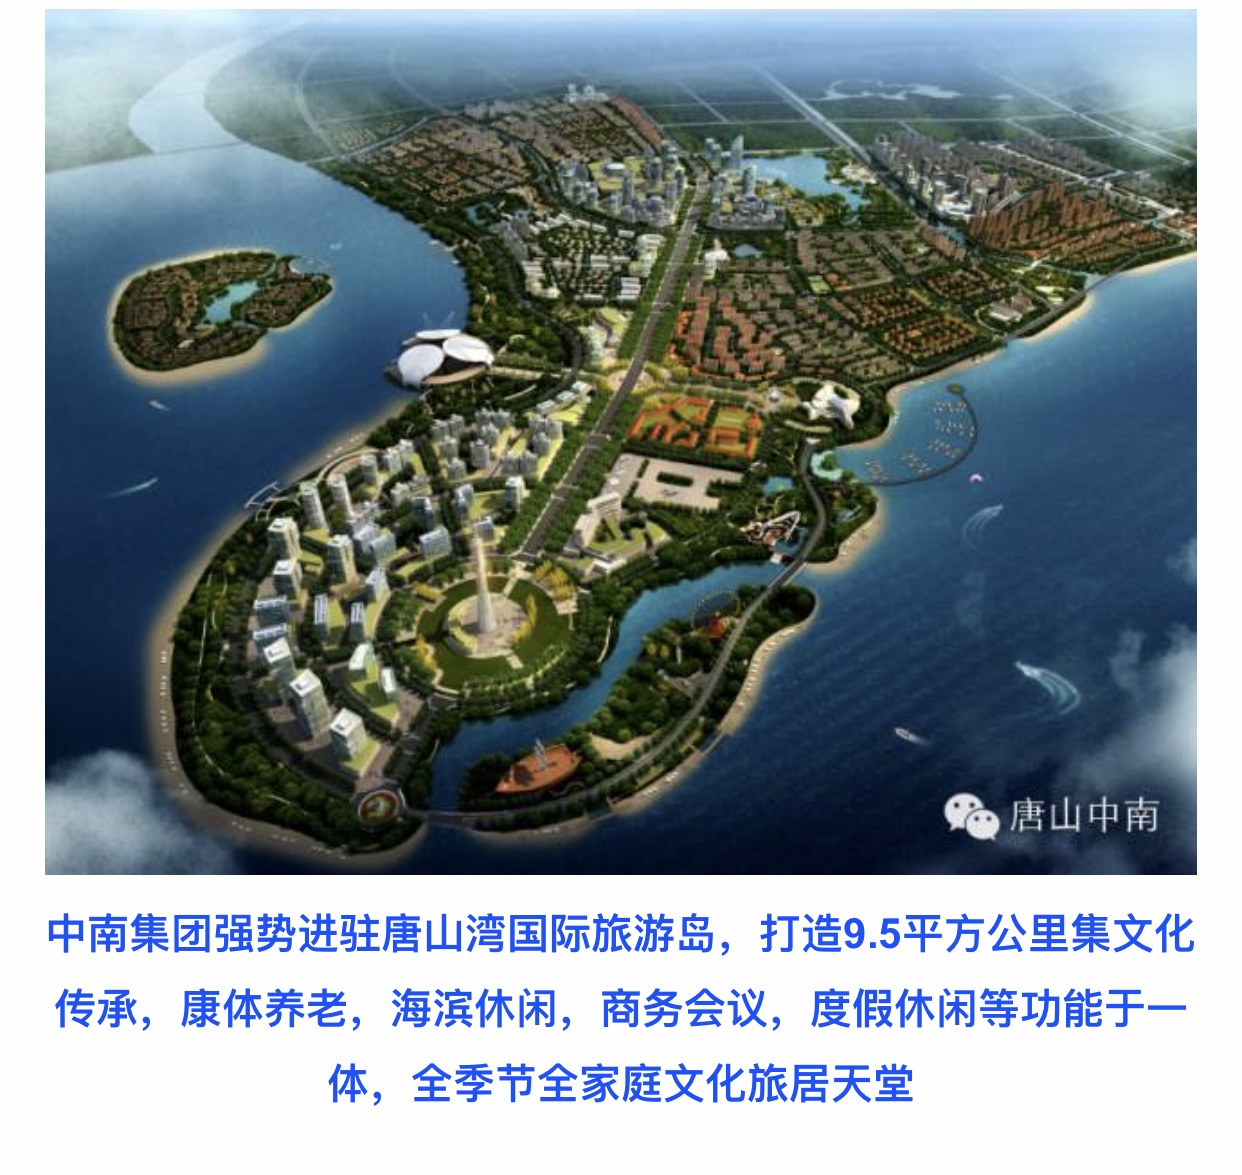 唐山中南
中南集团强势进驻唐山湾国际旅游岛，打造9.5平方公里集文化
传承，康体养老，海滨休闲，商务会议，度假休闲等功能于一
体，全季节全家庭文化旅居天堂